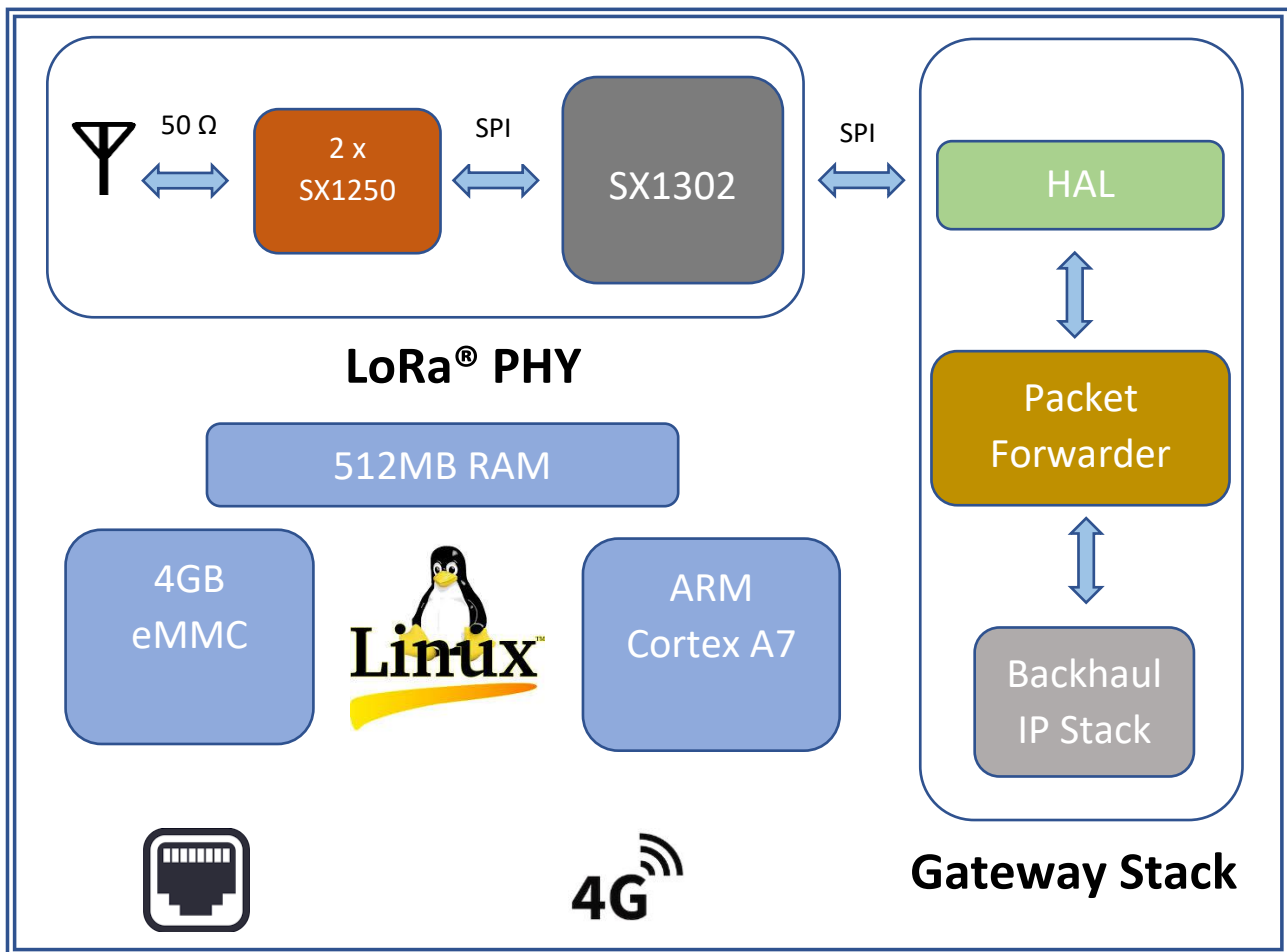 50 Ω
2 x
SX1250
SPI
SX1302
SPI
HAL
LoRa® PHY
Packet
Forwarder
512MB RAM
4GB
eMMC
Linux™
ARM
Cortex A7
Backhaul
IP Stack
4G
Gateway Stack